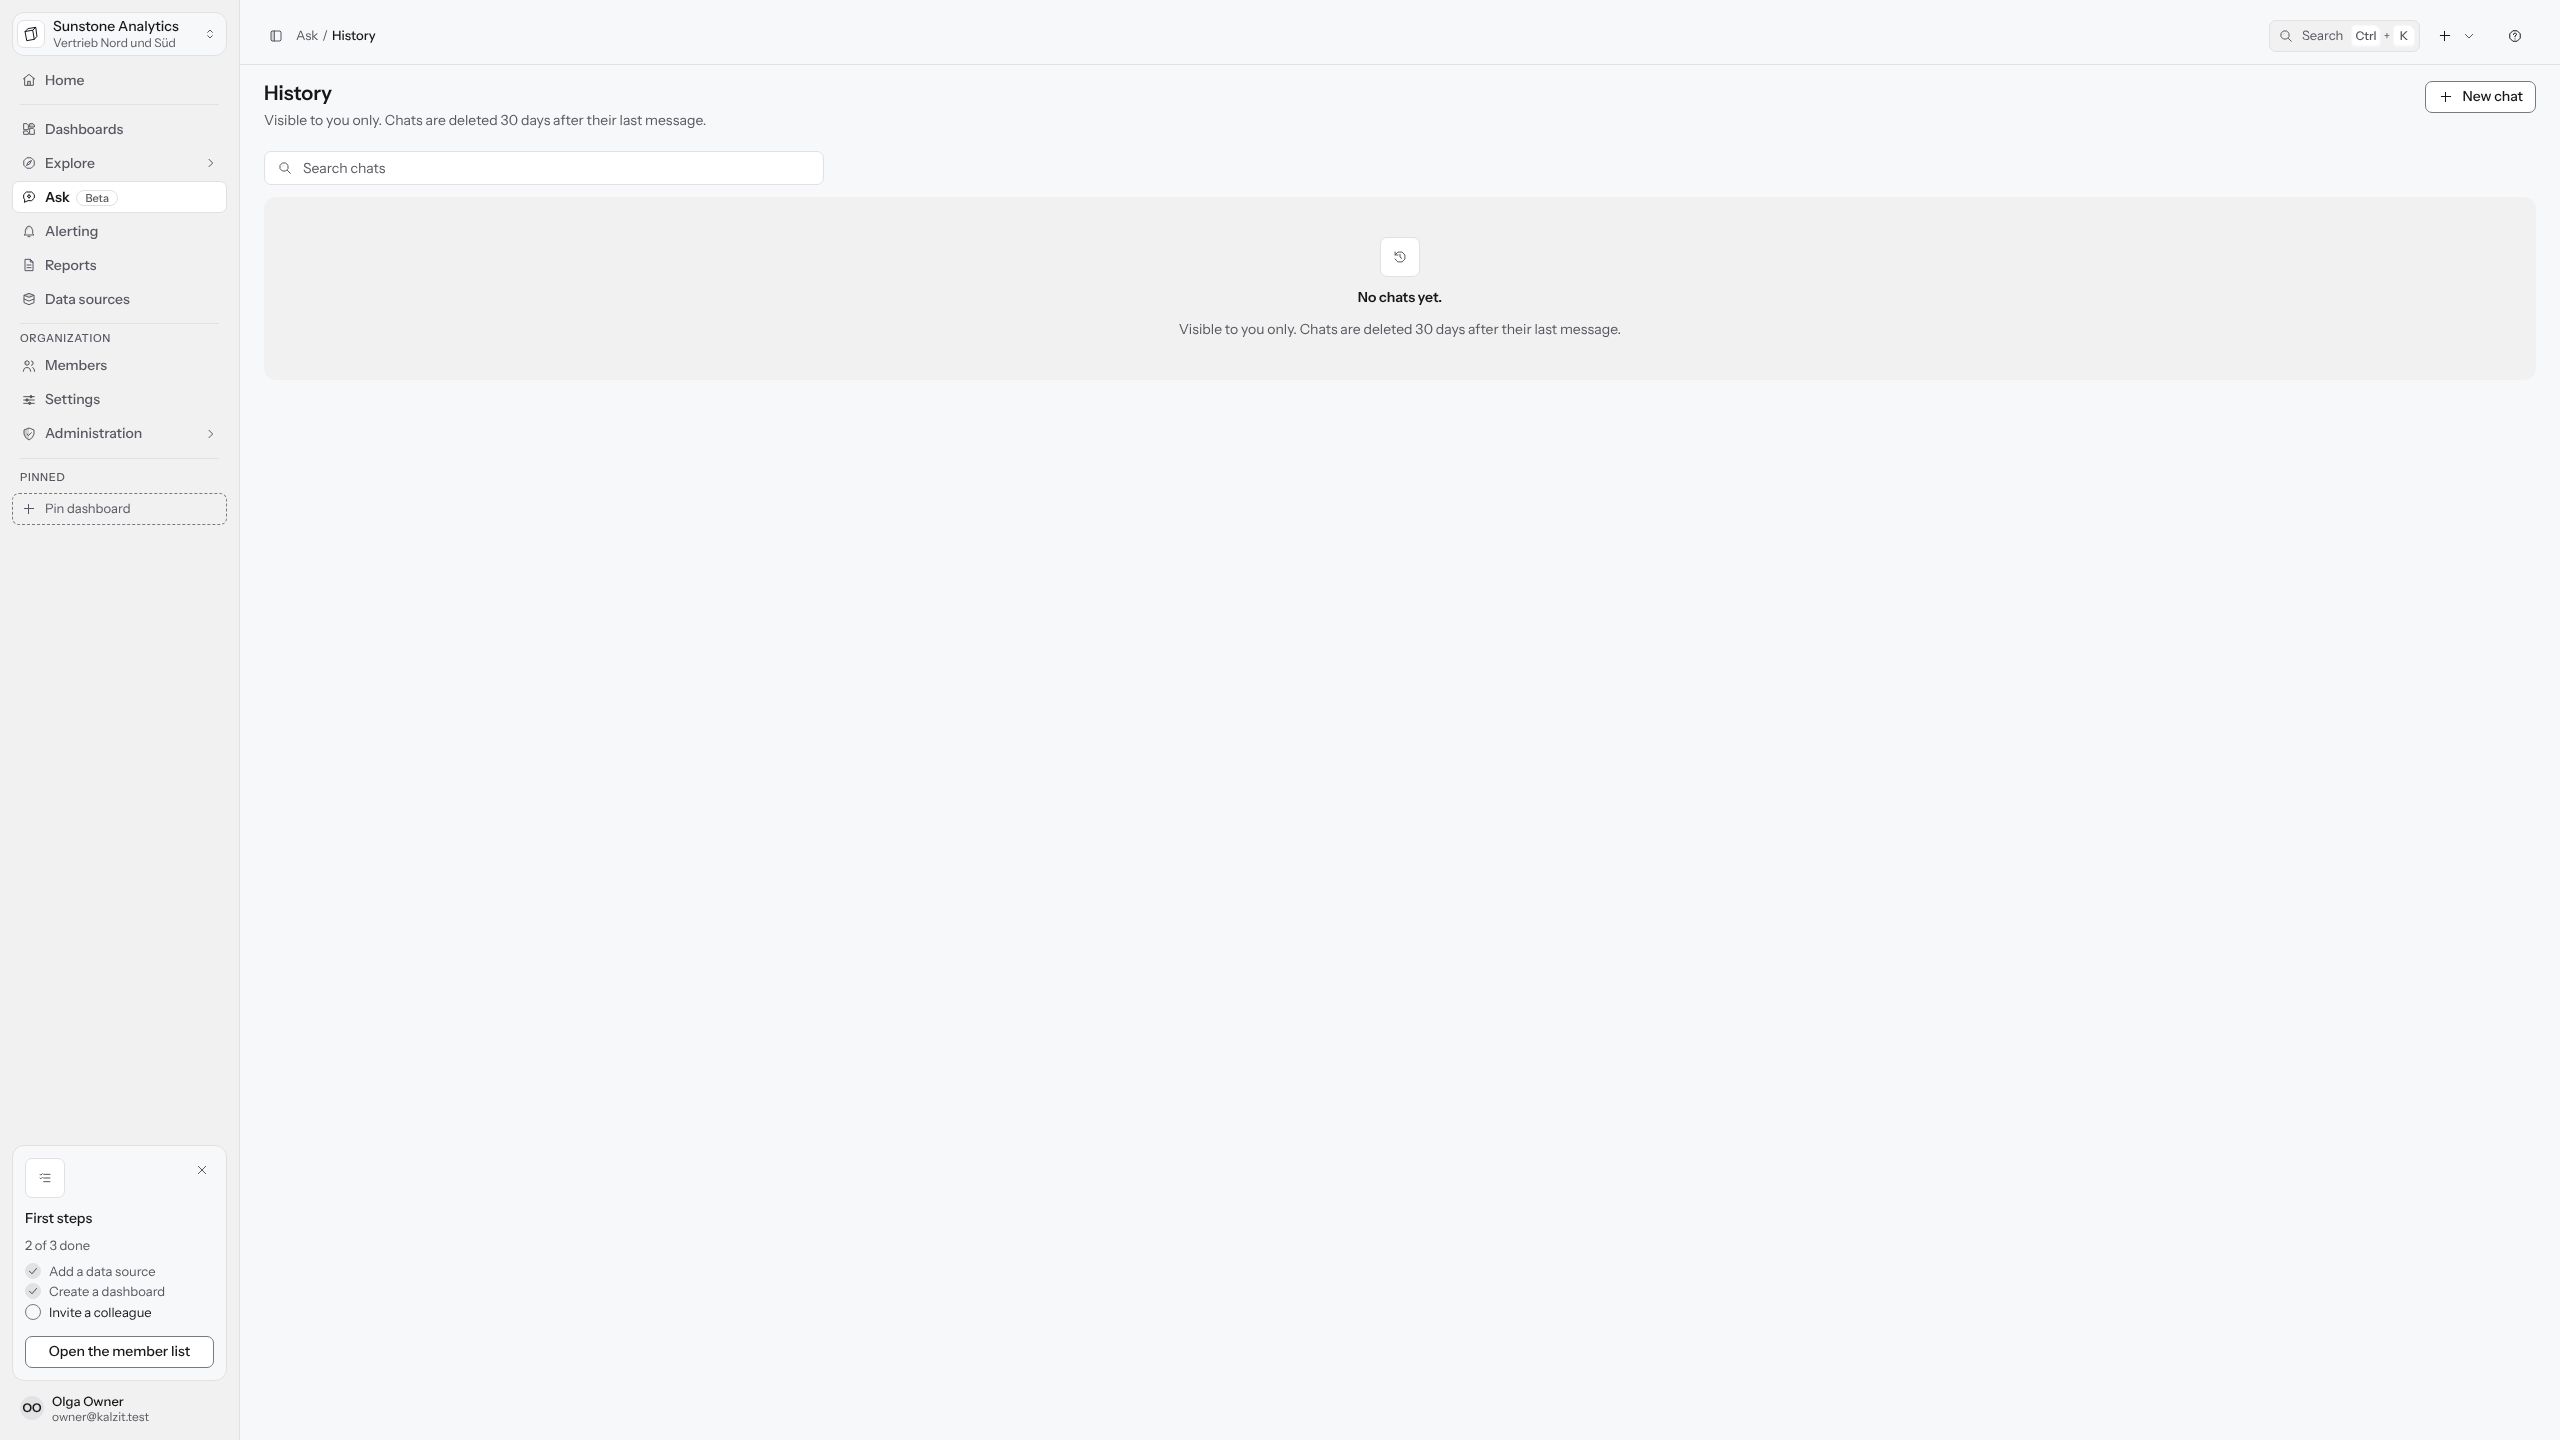 Sunstone Analytics
Vertrieb Nord und Süd
Home
Dashboards
Explore
Ask Beta
Alerting
Reports
Data sources
ORGANIZATION
Members
Settings
Administration
PINNED
Pin dashboard
First steps
2 of 3 done
Add a data source
Create a dashboard
Invite a colleague
Open the member list
OO
Olga Owner
owner@kalzit.test
Ask / History
Search Ctrl + K
History
Visible to you only. Chats are deleted 30 days after their last message.
New chat
Search chats
No chats yet.
Visible to you only. Chats are deleted 30 days after their last message.